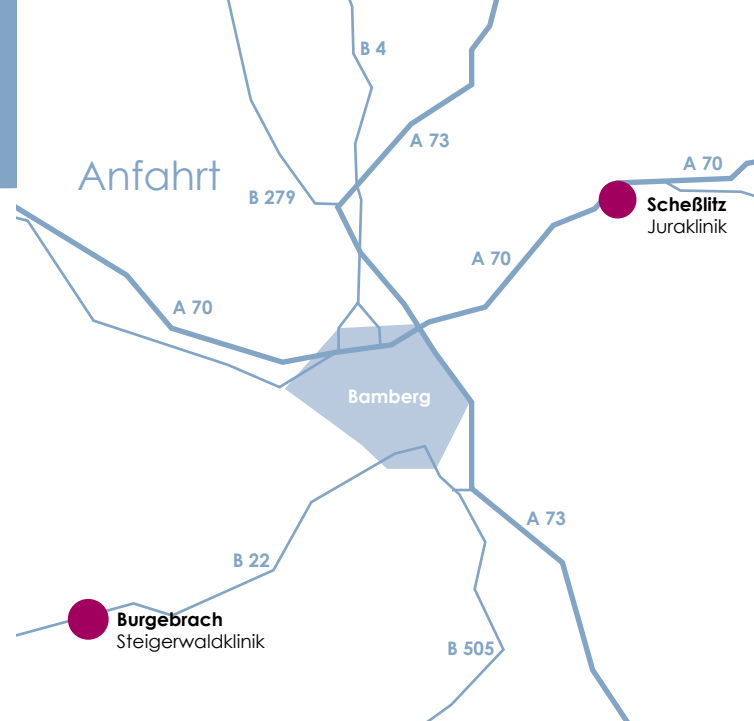 B 4
A 73
Anfahrt
A 70
B 279
Scheßlitz
Juraklinik
A 70
A 70
Bamberg
A 73
B 22
Burgebrach
Steigerwaldklinik
B 505